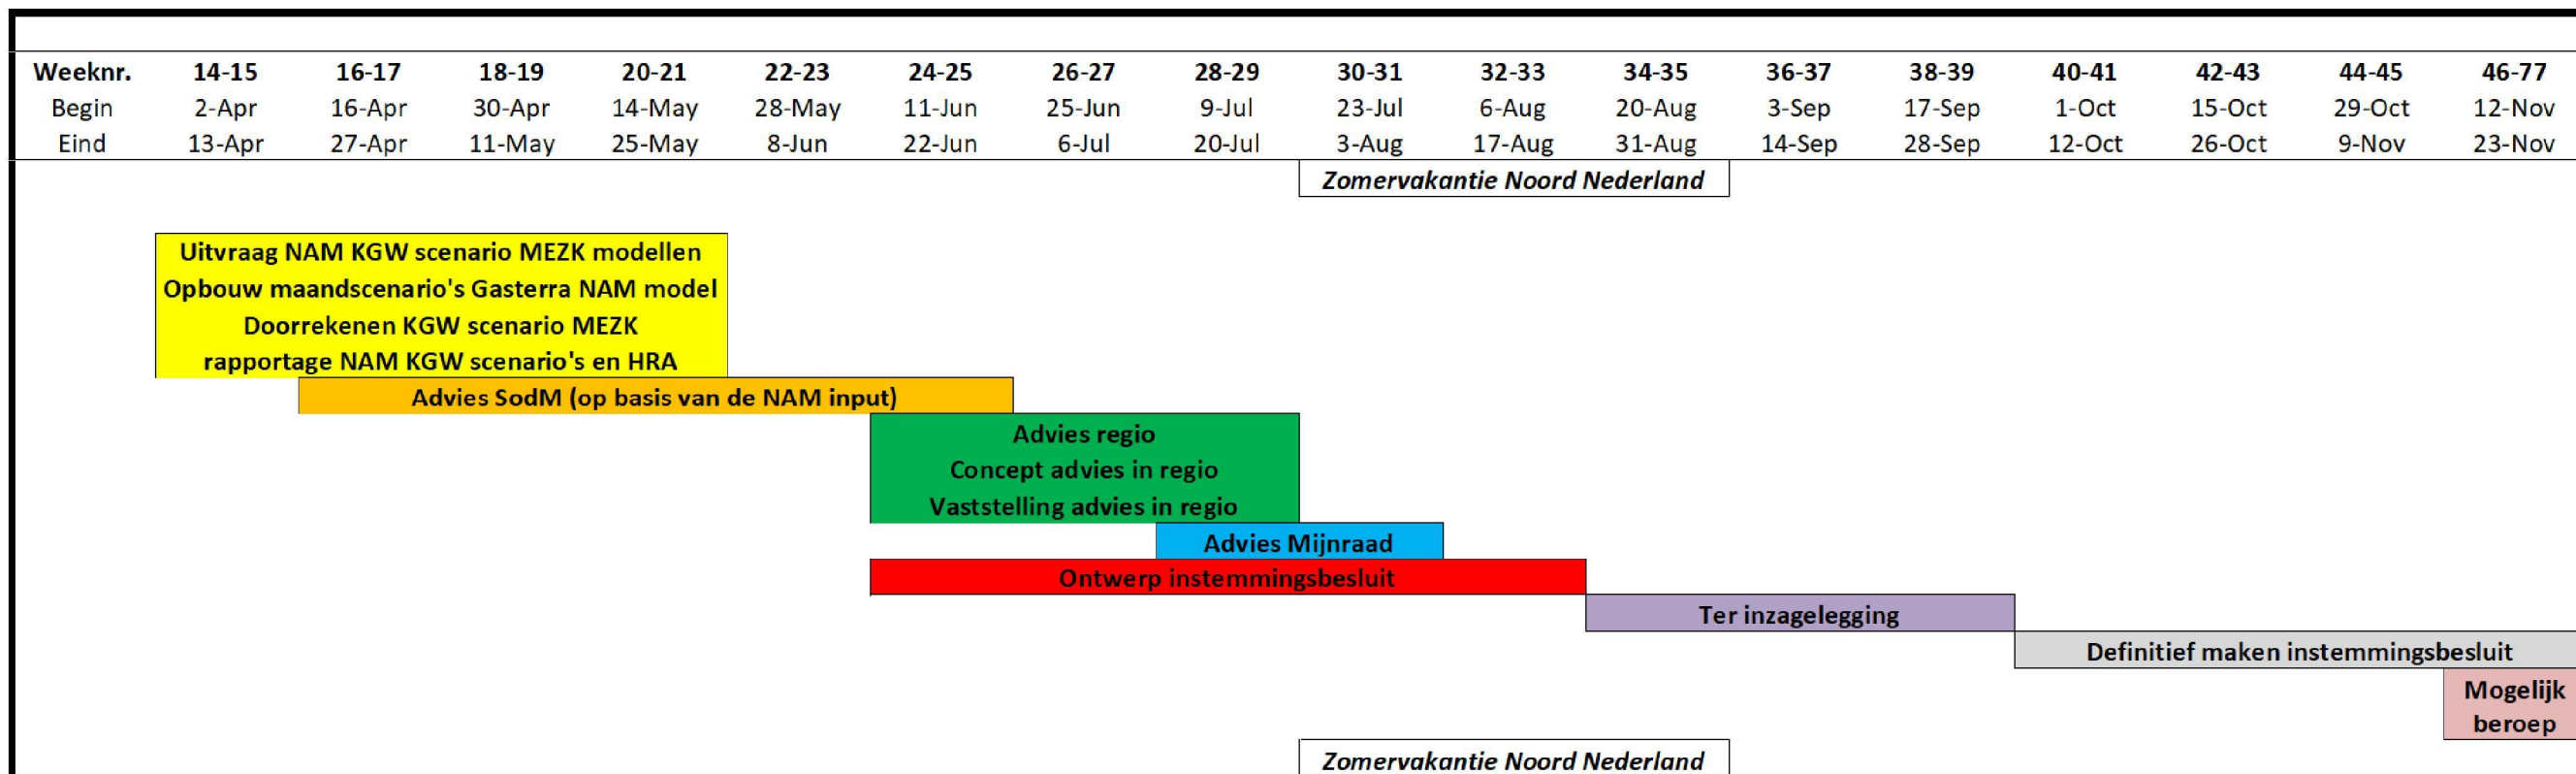 Weeknr. 14-15 16-17 18-19 20-21 22-23 24-25 26-27 28-29 30-31 32-33 34-35 36-37 38-39 40-41 42-43 44-45 46-77
Begin 2-Apr 16-Apr 30-Apr 14-May 28-May 11-Jun 25-Jun 9-Jul 23-Jul 6-Aug 20-Aug 3-Sep 17-Sep 1-Oct 15-Oct 29-Oct 12-Nov
Eind 13-Apr 27-Apr 11-May 25-May 8-Jun 22-Jun 6-Jul 20-Jul 3-Aug 17-Aug 31-Aug 14-Sep 28-Sep 12-Oct 26-Oct 9-Nov 23-Nov
Zomervakantie Noord Nederland
Uitvraag NAM KGW scenario MEZK modellen
Opbouw maandscenario's Gasterra NAM model
Doorrekenen KGW scenario MEZK
rapportage NAM KGW scenario's en HRA
Advies SodM (op basis van de NAM input)
Advies regio
Concept advies in regio
Vaststelling advies in regio
Advies Mijnraad
Ontwerp instemmingsbesluit
Ter inzagelegging
Definitief maken instemmingsbesluit
Mogelijk
beroep
Zomervakantie Noord Nederland